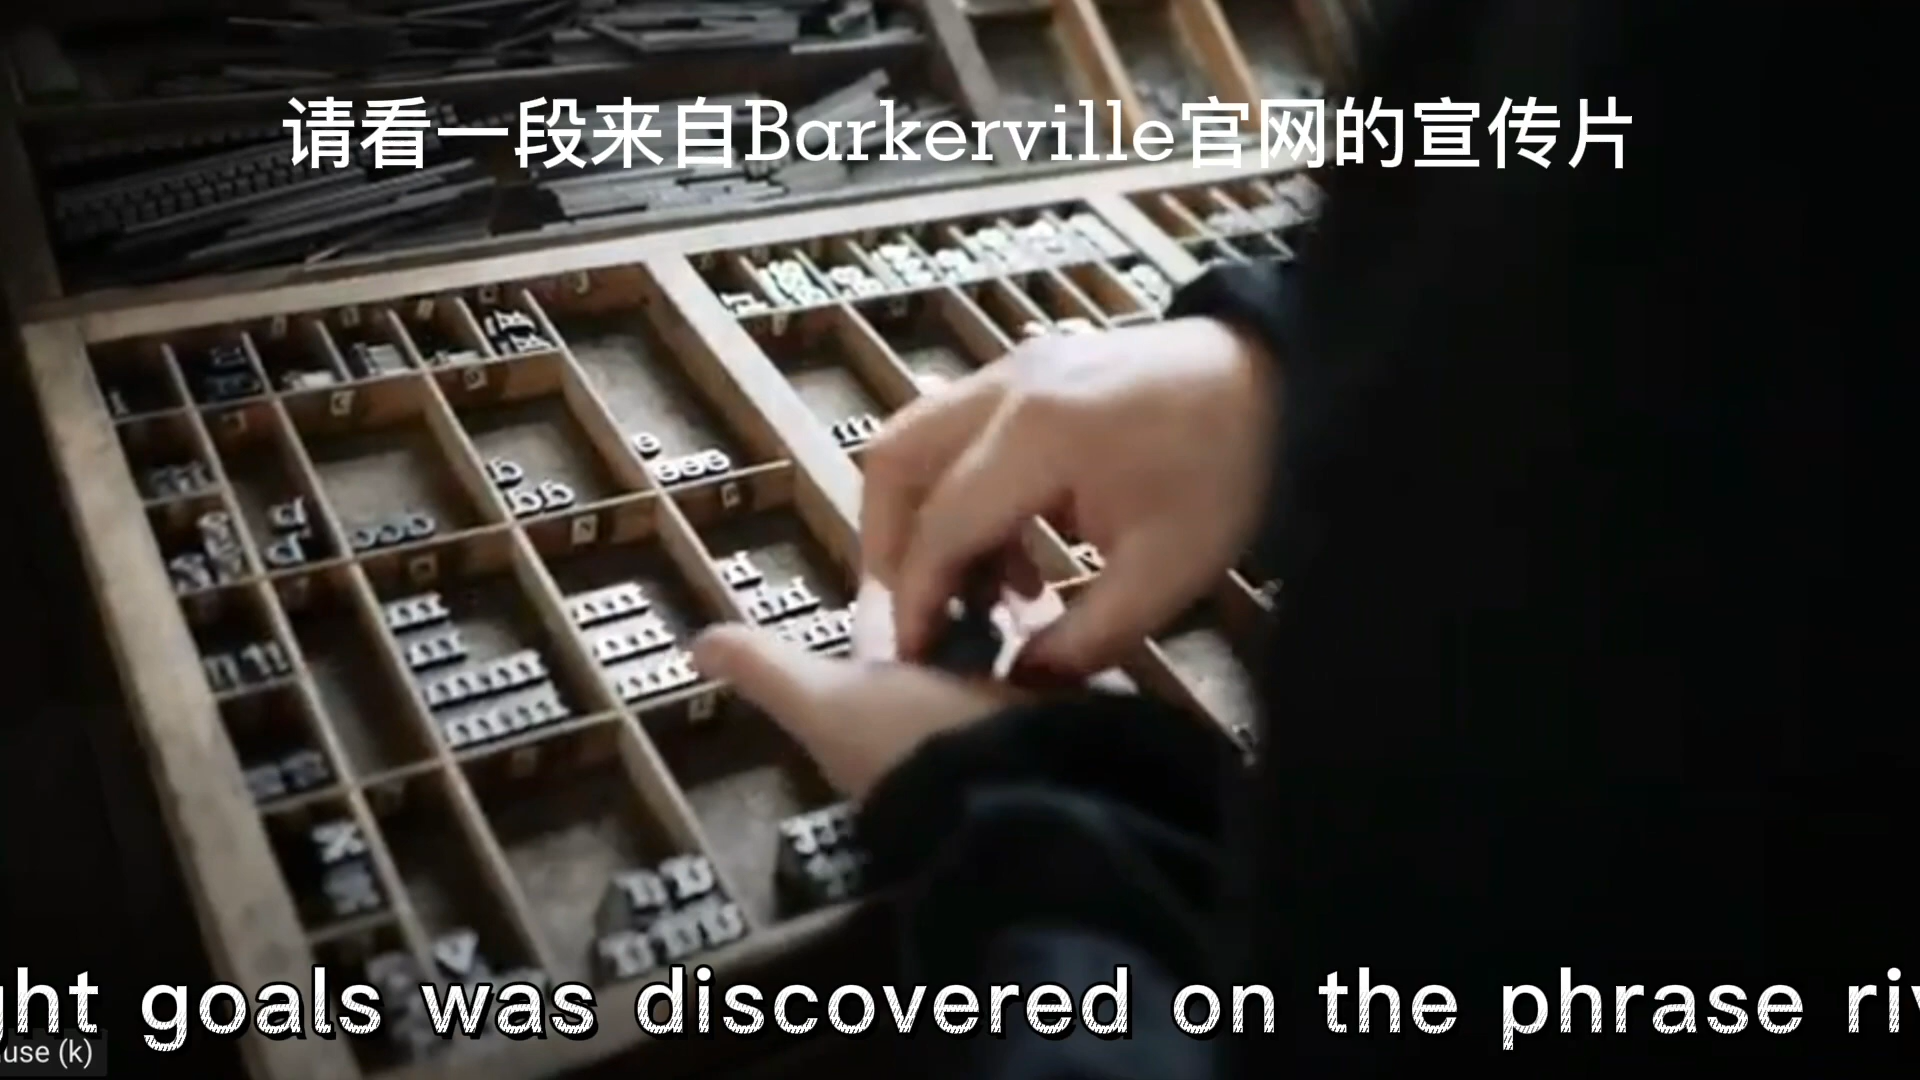 请看一段来自Barkerville官网的宣传片
ght goals was discovered on the phrase riv
use (k)